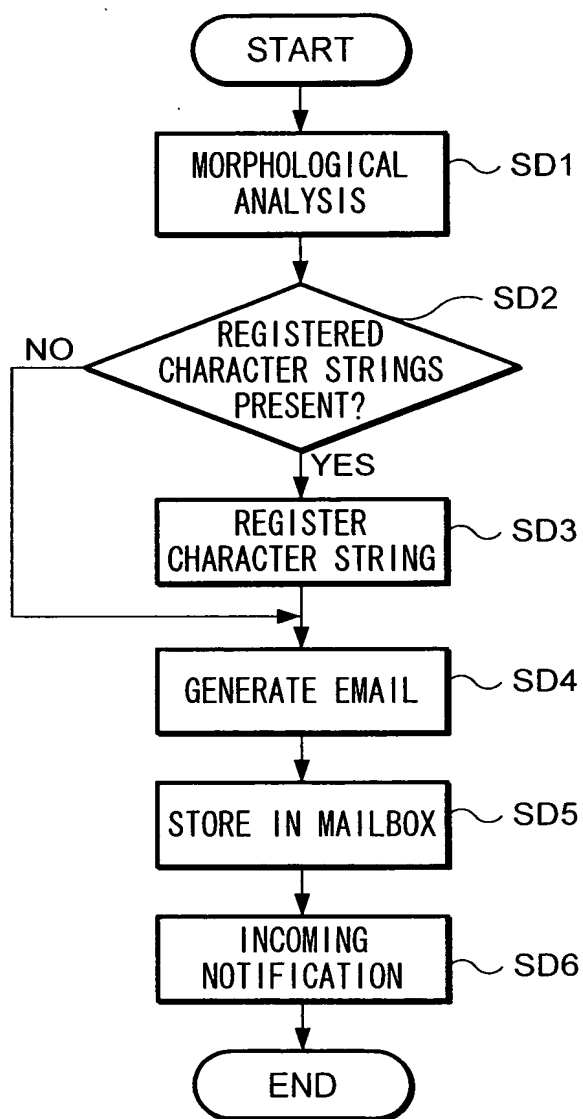 START
MORPHOLOGICAL
ANALYSIS
SD1
SD2
REGISTERED
CHARACTER STRINGS
PRESENT?
NO
YES
REGISTER
CHARACTER STRING
SD3
GENERATE EMAIL
SD4
STORE IN MAILBOX
SD5
INCOMING
NOTIFICATION
SD6
END